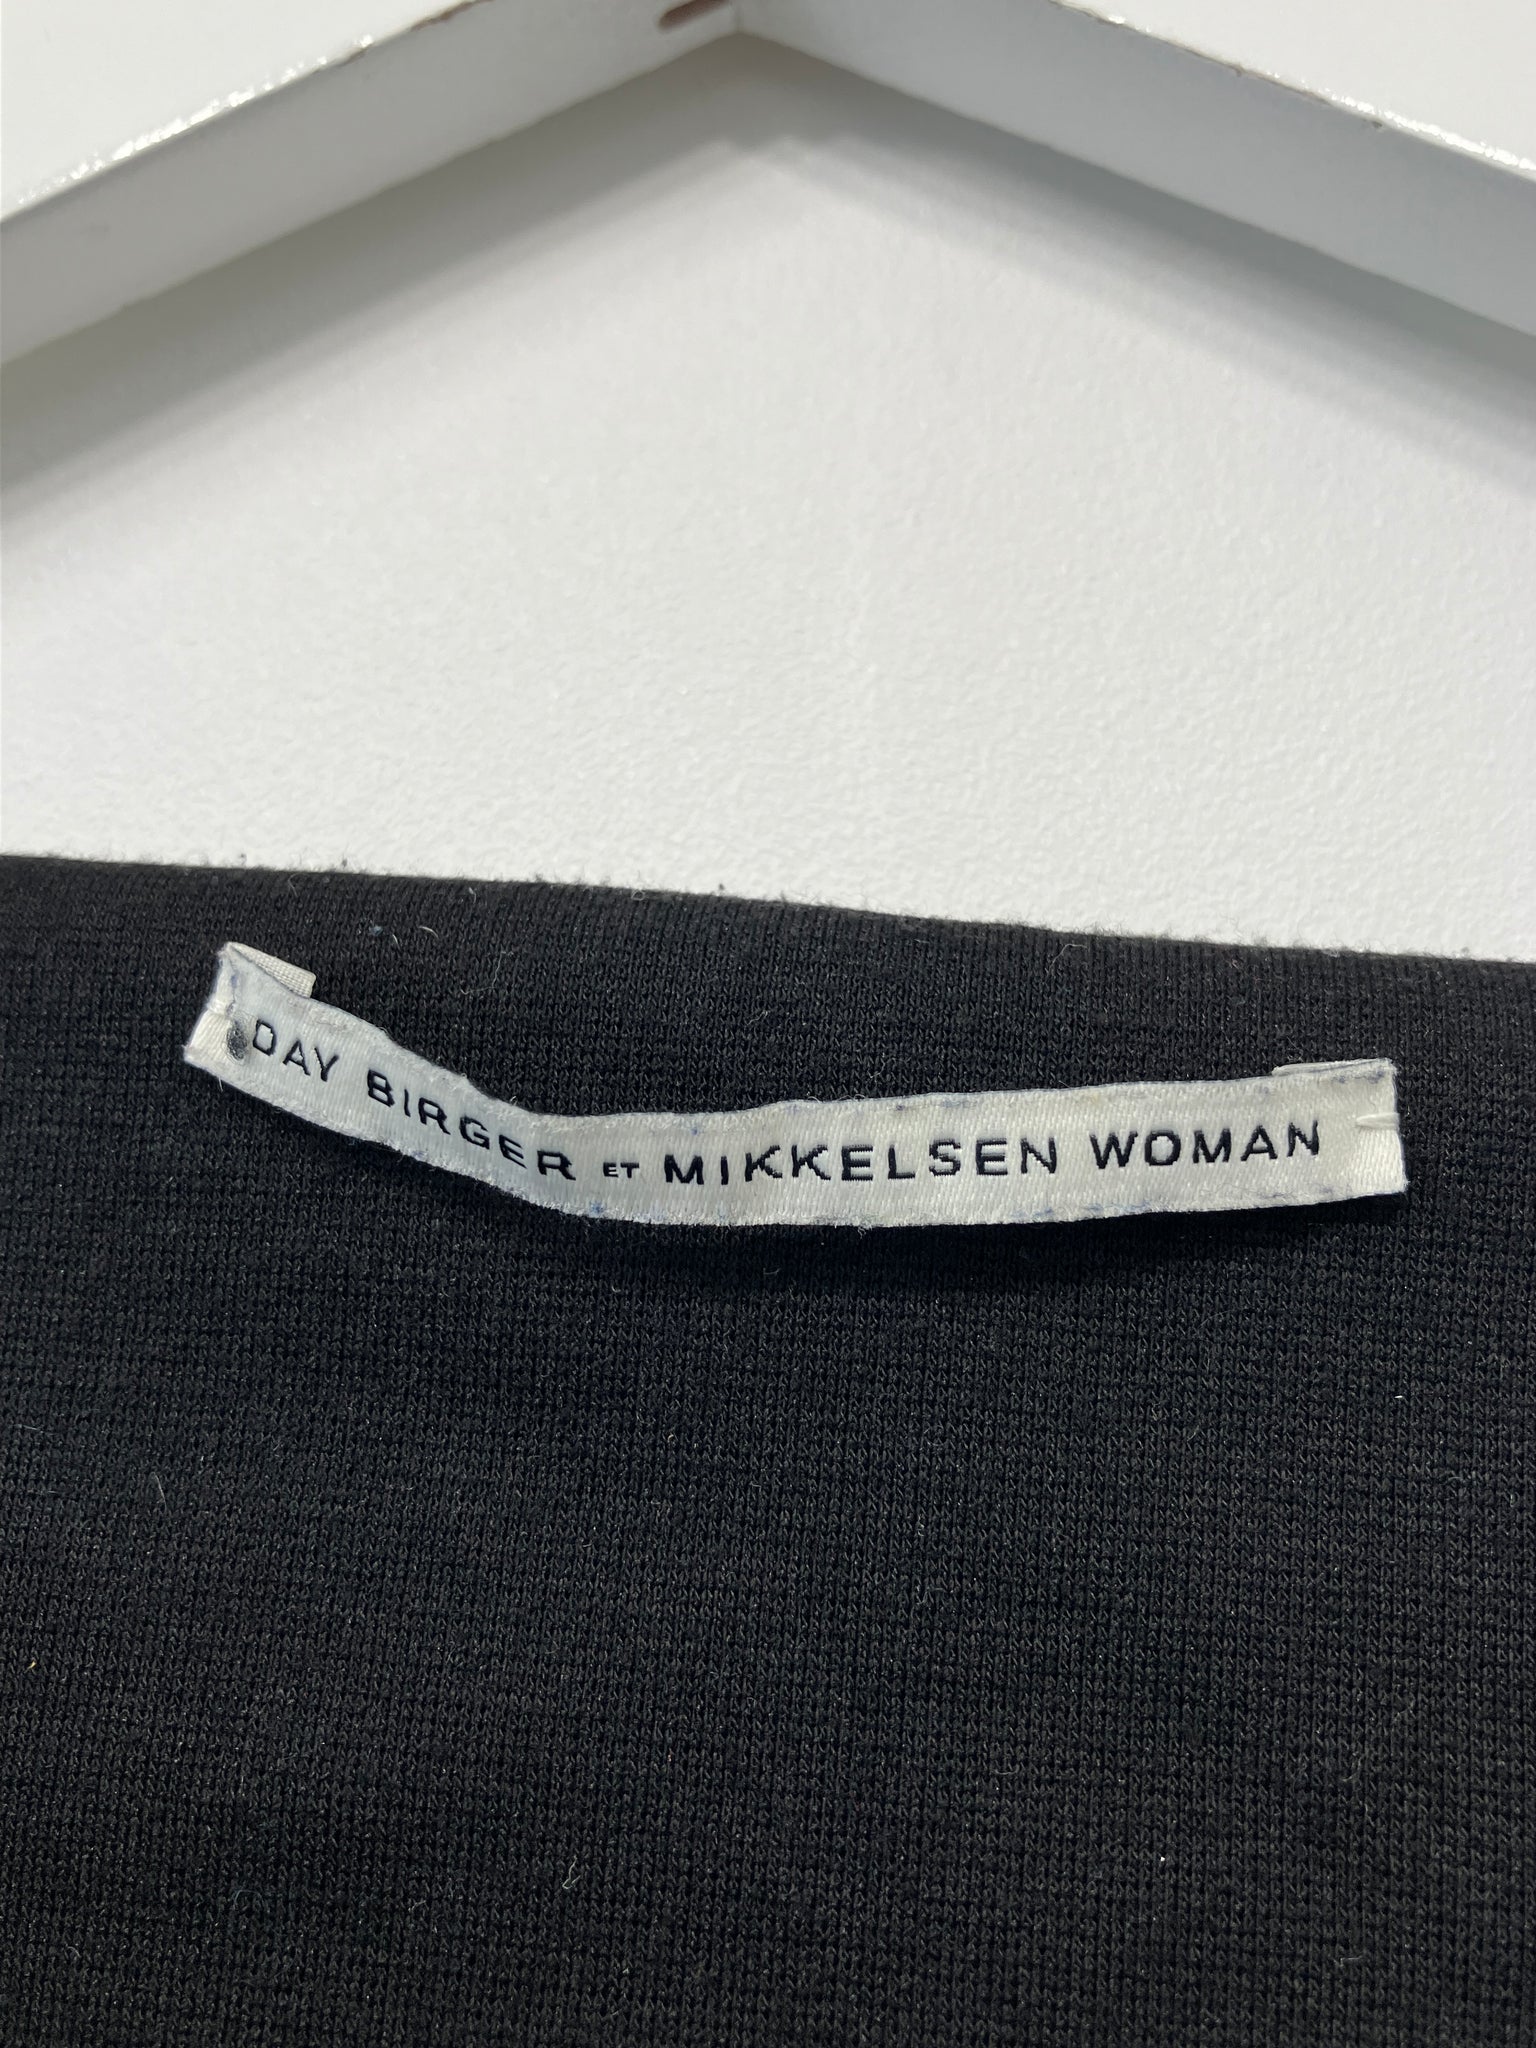 DAY BIRGER ET MIKKELSEN WOMAN